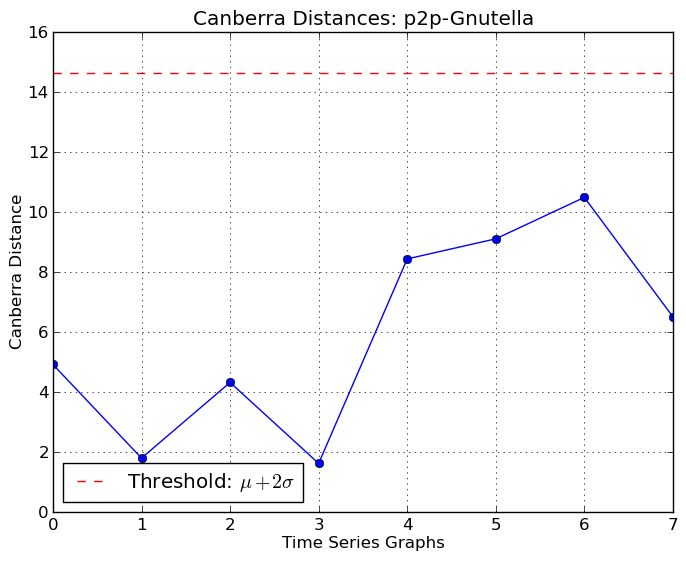 Canberra Distances: p2p-Gnutella
16
14
12
10
8
6
4
2
0
Canberra Distance
Threshold: μ+2σ
0 1 2 3 4 5 6 7
Time Series Graphs